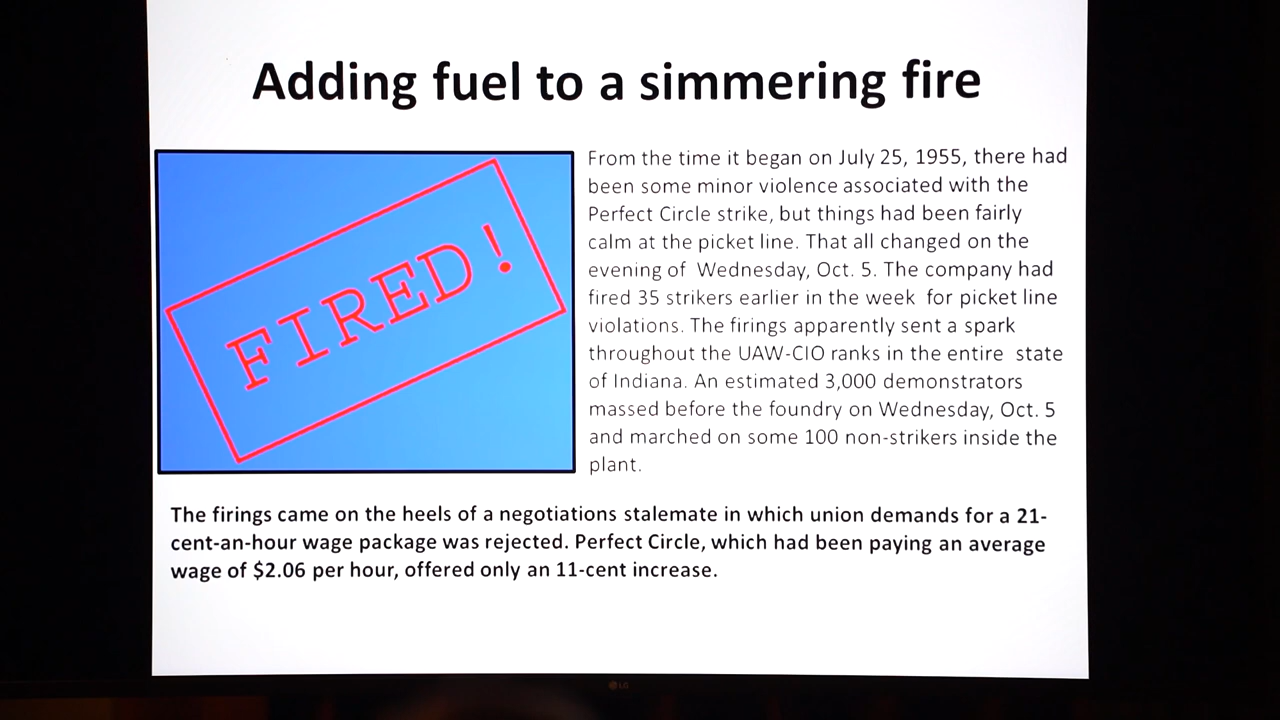 Adding fuel to a simmering fire
FIRED!
From the time it began on July 25, 1955, there had
been some minor violence associated with the
Perfect Circle strike, but things had been fairly
calm at the picket line. That all changed on the
evening of  Wednesday, Oct. 5. The company had
fired 35 strikers earlier in the week  for picket line
violations. The firings apparently sent a spark
throughout the UAW-CIO ranks in the entire  state
of Indiana. An estimated 3,000 demonstrators
massed before the foundry on Wednesday, Oct. 5
and marched on some 100 non-strikers inside the
plant.
The firings came on the heels of a negotiations stalemate in which union demands for a 21-
cent-an-hour wage package was rejected. Perfect Circle, which had been paying an average
wage of $2.06 per hour, offered only an 11-cent increase.
LG